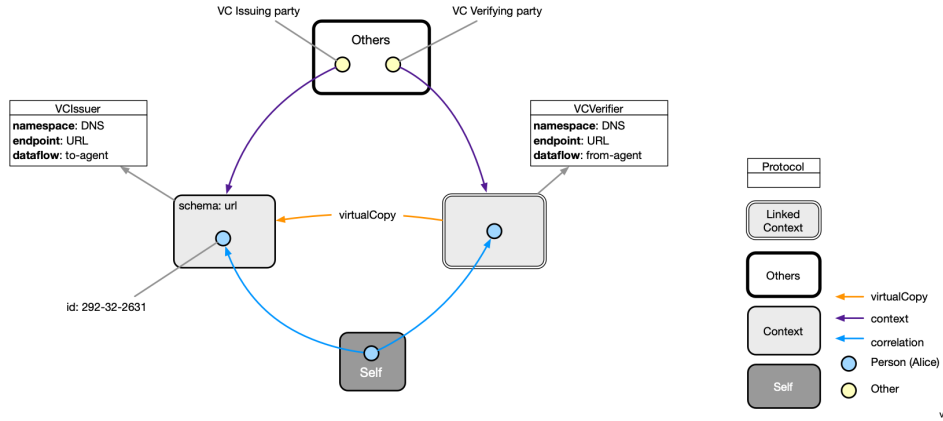 VC Issuing party
VC Verifying party
Others
VCIssuer
namespace: DNS
endpoint: URL
dataflow: to-agent
VCVerifier
namespace: DNS
endpoint: URL
dataflow: from-agent
schema: url
virtualCopy
id: 292-32-2631
Self
Protocol
Linked
Context
Others
Context
Self
virtualCopy
context
correlation
Person (Alice)
Other
v